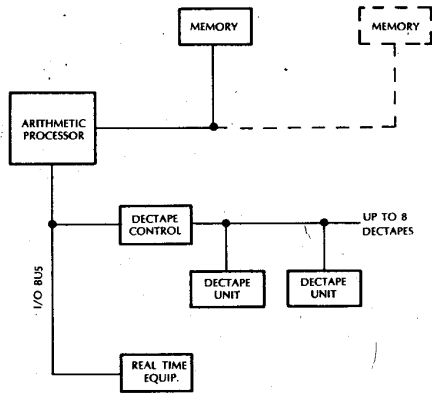 MEMORY
MEMORY
ARITHMETIC
PROCESSOR
DECTAPE
CONTROL
UP TO 8
DECTAPES
DECTAPE
UNIT
DECTAPE
UNIT
I/O BUS
REAL TIME
EQUIP.